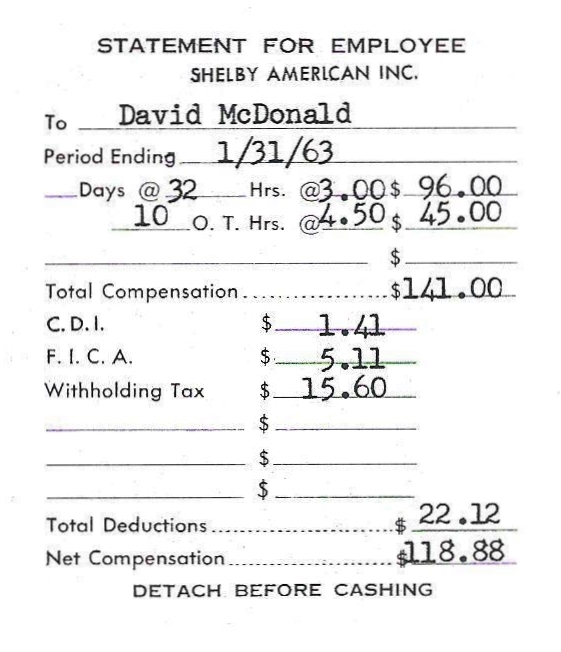 STATEMENT FOR EMPLOYEE
SHELBY AMERICAN INC.
To David McDonald
Period Ending 1/31/63
Days @ 32 Hrs. @3.00 $ 96.00
10 O. T. Hrs. @4.50 $ 45.00
$
Total Compensation ................. $141.00
C. D. I. $ 1.41
F. I. C. A. $ 5.11
Withholding Tax $ 15.60
$
$
$
Total Deductions ......................... $ 22.12
Net Compensation ...................... $118.88
DETACH BEFORE CASHING